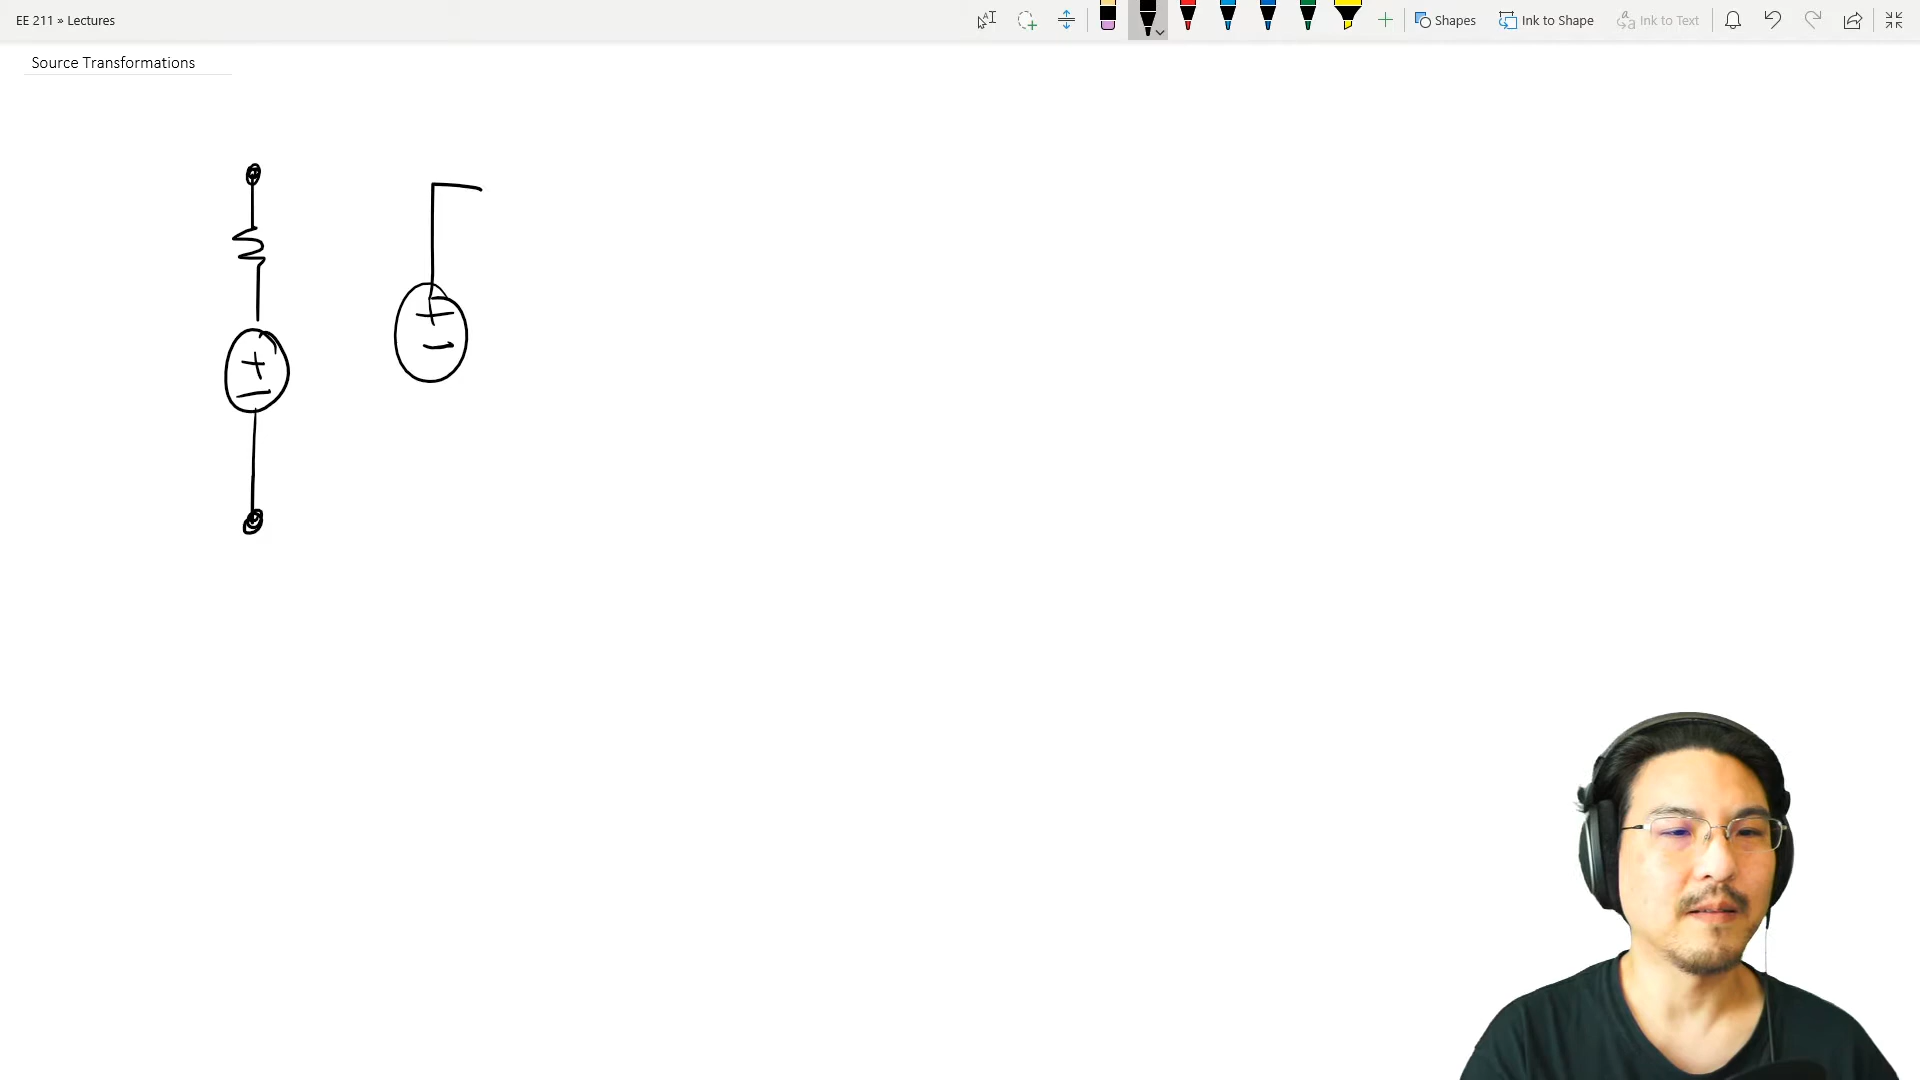 EE 211 » Lectures
Shapes
Ink to Shape
Ink to Text
Source Transformations
+
−
+
−